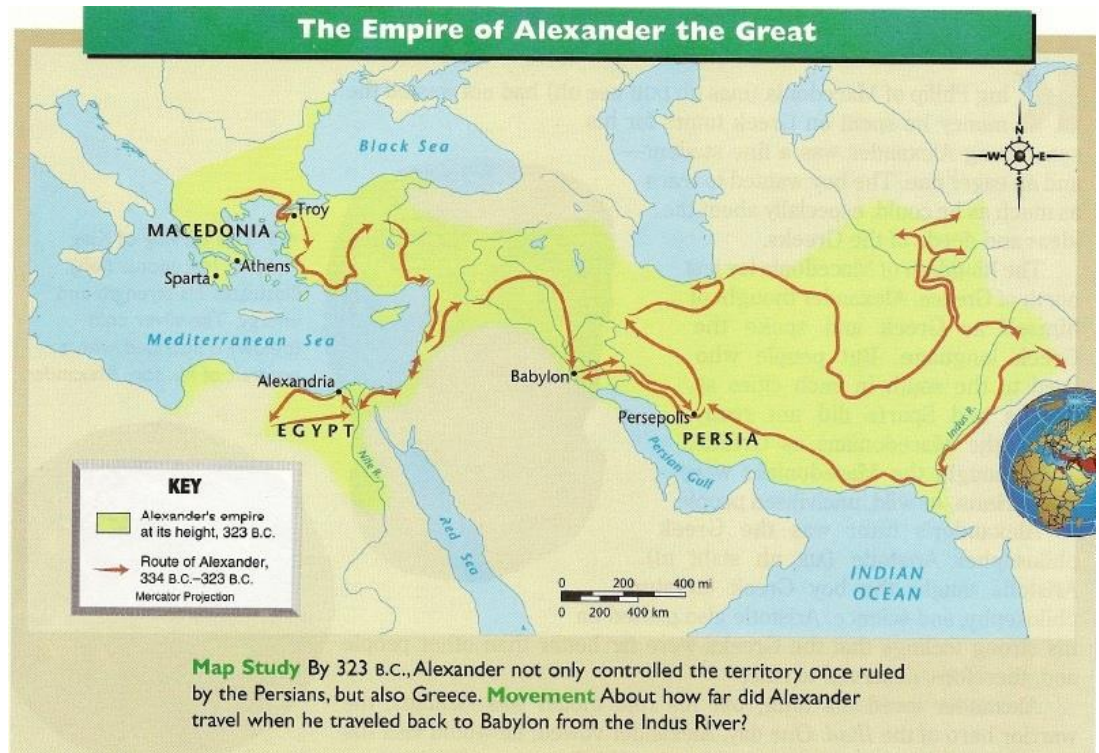 The Empire of Alexander the Great
Black Sea
N
W
E
S
Troy
MACEDONIA
Athens
Sparta
Mediterranean Sea
Alexandria
EGYPT
Nile R.
Babylon
Persepolis
PERSIA
Persian Gulf
Indus R.
Red Sea
INDIAN
OCEAN
KEY
Alexander's empire
at its height, 323 B.C.
Route of Alexander,
334 B.C.–323 B.C.
Mercator Projection
0 200 400 mi
0 200 400 km
Map Study By 323 B.C., Alexander not only controlled the territory once ruled
by the Persians, but also Greece. Movement About how far did Alexander
travel when he traveled back to Babylon from the Indus River?